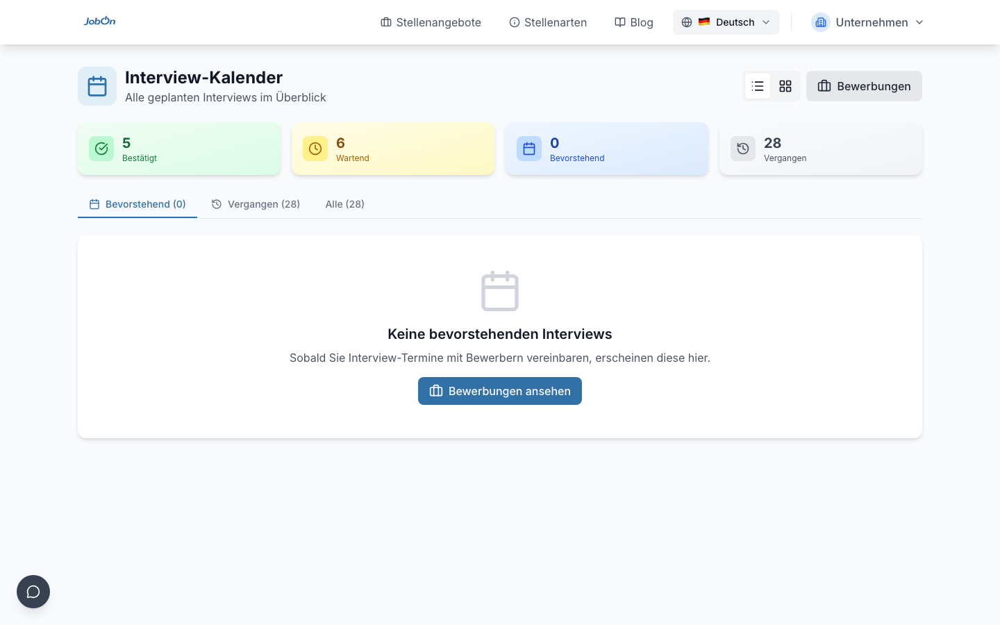 JobOn
Stellenangebote
Stellenarten
Blog
Deutsch
Unternehmen
Interview-Kalender
Alle geplanten Interviews im Überblick
Bewerbungen
5
Bestätigt
6
Wartend
0
Bevorstehend
28
Vergangen
Bevorstehend (0)
Vergangen (28)
Alle (28)
Keine bevorstehenden Interviews
Sobald Sie Interview-Termine mit Bewerbern vereinbaren, erscheinen diese hier.
Bewerbungen ansehen